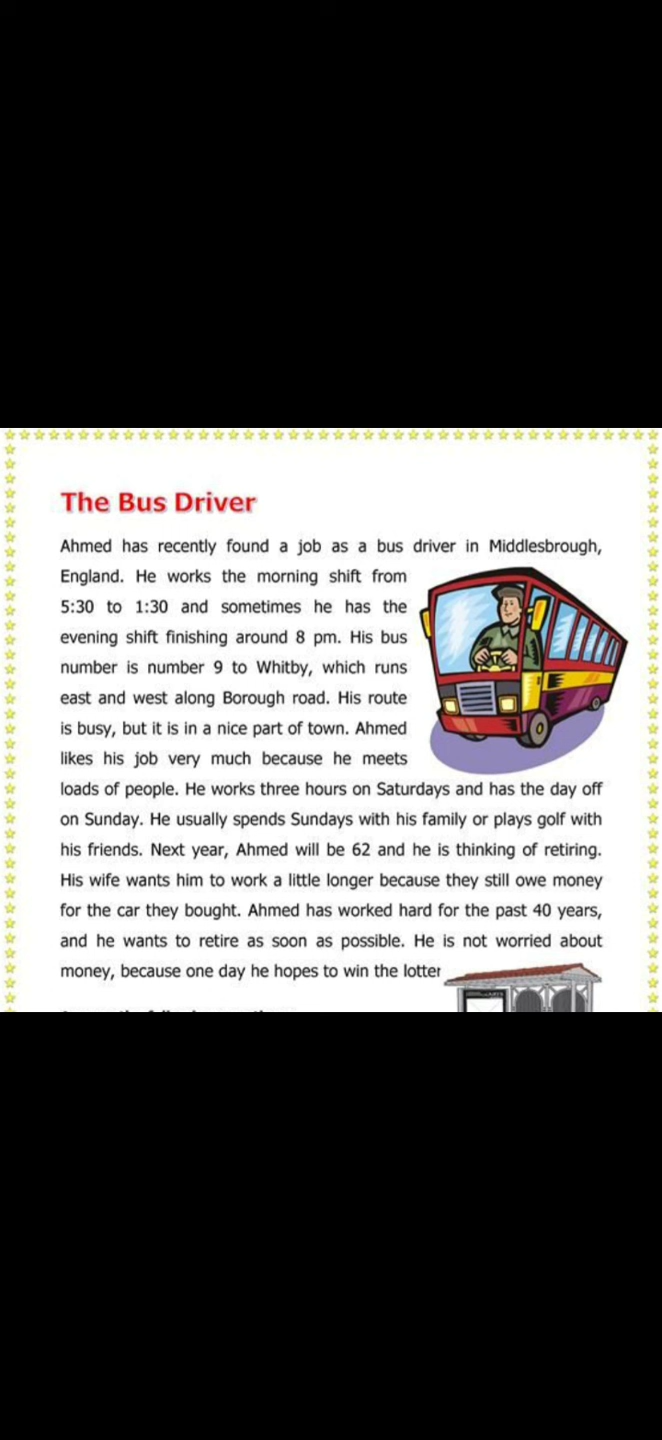 The Bus Driver
Ahmed has recently found a job as a bus driver in Middlesbrough,
England. He works the morning shift from
5:30 to 1:30 and sometimes he has the
evening shift finishing around 8 pm. His bus
number is number 9 to Whitby, which runs
east and west along Borough road. His route
is busy, but it is in a nice part of town. Ahmed
likes his job very much because he meets
loads of people. He works three hours on Saturdays and has the day off
on Sunday. He usually spends Sundays with his family or plays golf with
his friends. Next year, Ahmed will be 62 and he is thinking of retiring.
His wife wants him to work a little longer because they still owe money
for the car they bought. Ahmed has worked hard for the past 40 years,
and he wants to retire as soon as possible. He is not worried about
money, because one day he hopes to win the lotter